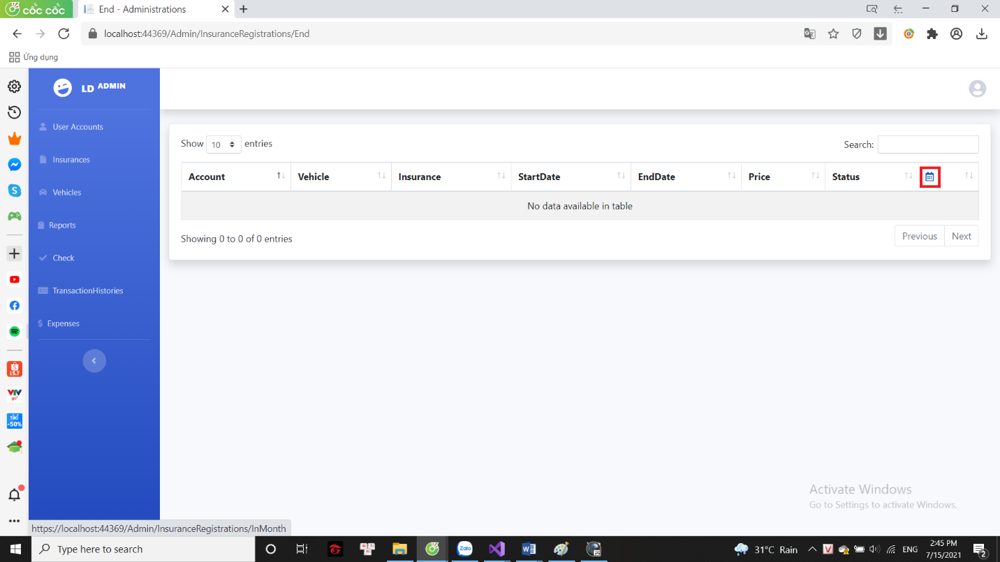 cốc cốc
End - Administrations
localhost:44369/Admin/InsuranceRegistrations/End
Ứng dụng
LD ADMIN
User Accounts
Insurances
Vehicles
Reports
Check
TransactionHistories
$ Expenses
Show 10 entries
Search:
Account Vehicle Insurance StartDate EndDate Price Status
No data available in table
Showing 0 to 0 of 0 entries
Previous Next
15.7
VTV
go
TIKI
-50%
Activate Windows
Go to Settings to activate Windows.
https://localhost:44369/Admin/InsuranceRegistrations/InMonth
Type here to search
Zalo
31°C Rain
ENG
2:45 PM
7/15/2021
2